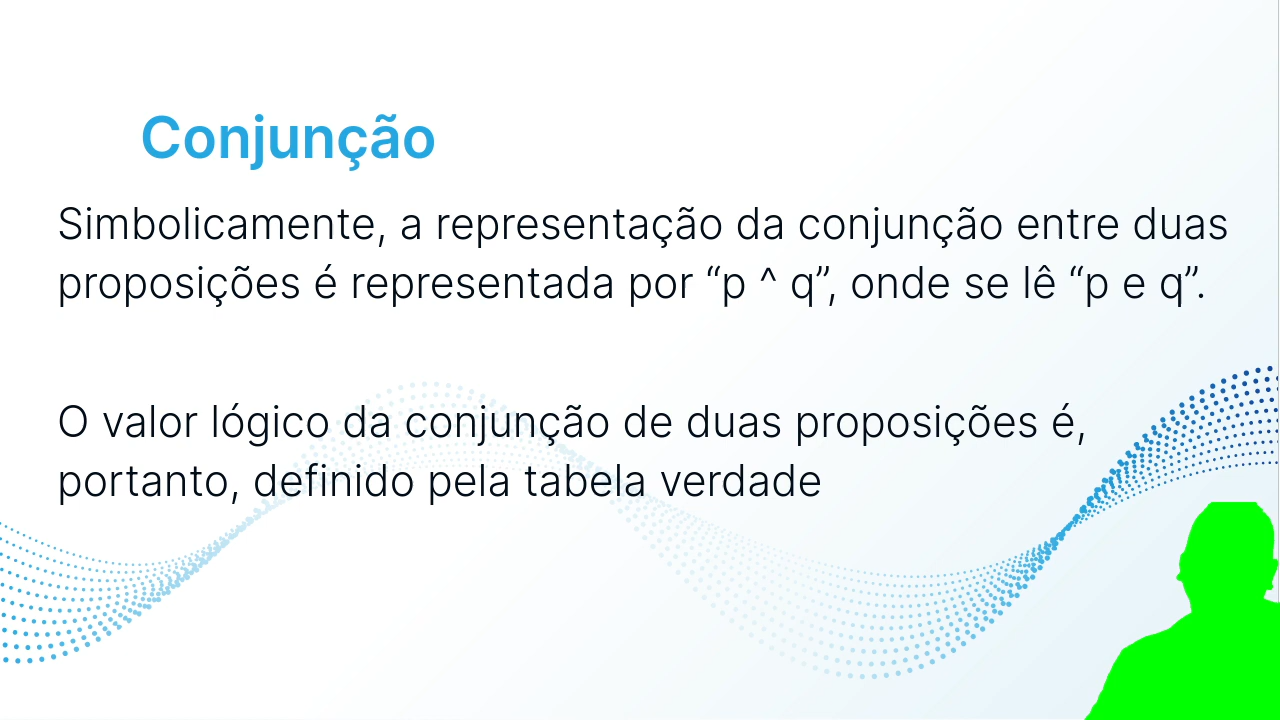 Conjunção
Simbolicamente, a representação da conjunção entre duas
proposições é representada por “p ^ q”, onde se lê “p e q”.
O valor lógico da conjunção de duas proposições é,
portanto, definido pela tabela verdade